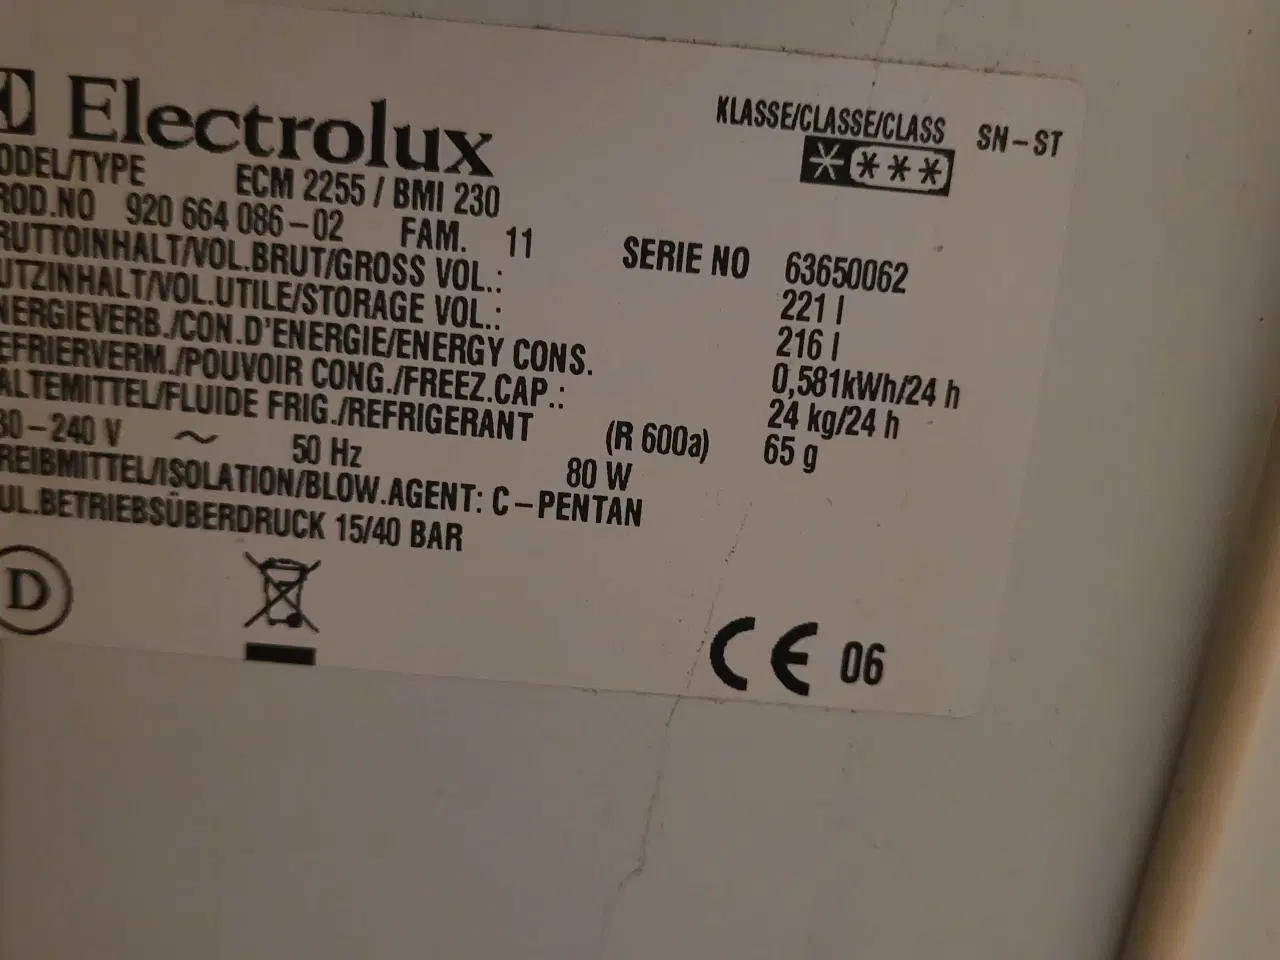 Electrolux
KLASSE/CLASSE/CLASS SN-ST
ODEL/TYPE ECM 2255 / BMI 230
ROD.NO 920 664 086-02 FAM. 11 SERIE NO 63650062
RUTTOINHALT/VOL.BRUT/GROSS VOL.: 221 l
UTZINHALT/VOL.UTILE/STORAGE VOL.: 216 l
NERGIEVERB./CON.D'ENERGIE/ENERGY CONS. 0,581kWh/24 h
EFRIERVERM./POUVOIR CONG./FREEZ.CAP.: 24 kg/24 h
ALTEMITTEL/FLUIDE FRIG./REFRIGERANT (R 600a) 65 g
30-240 V ~ 50 Hz 80 W
REIBMITTEL/ISOLATION/BLOW.AGENT: C-PENTAN
UL.BETRIEBSÜBERDRUCK 15/40 BAR
D
CE 06